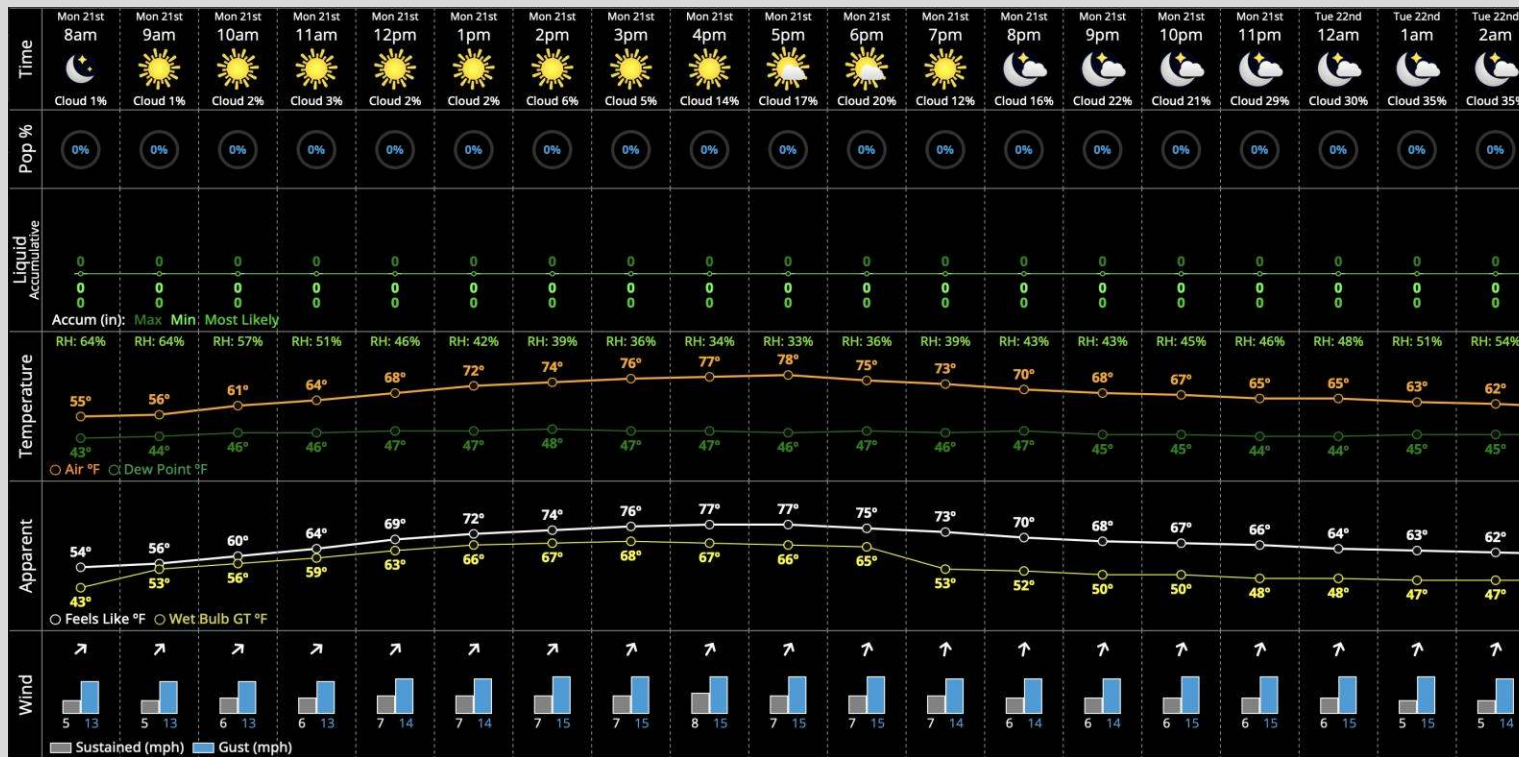 Time
Mon 21st Mon 21st Mon 21st Mon 21st Mon 21st Mon 21st Mon 21st Mon 21st Mon 21st Mon 21st Mon 21st Mon 21st Mon 21st Mon 21st Mon 21st Mon 21st Tue 22nd Tue 22nd Tue 22nd
8am 9am 10am 11am 12pm 1pm 2pm 3pm 4pm 5pm 6pm 7pm 8pm 9pm 10pm 11pm 12am 1am 2am
Cloud 1% Cloud 1% Cloud 2% Cloud 3% Cloud 2% Cloud 2% Cloud 6% Cloud 5% Cloud 14% Cloud 17% Cloud 20% Cloud 12% Cloud 16% Cloud 22% Cloud 21% Cloud 29% Cloud 30% Cloud 35% Cloud 35%
Pop %
0% 0% 0% 0% 0% 0% 0% 0% 0% 0% 0% 0% 0% 0% 0% 0% 0% 0% 0%
Liquid
Accumulative
0 0 0 0 0 0 0 0 0 0 0 0 0 0 0 0 0 0 0
0 0 0 0 0 0 0 0 0 0 0 0 0 0 0 0 0 0 0
0 0 0 0 0 0 0 0 0 0 0 0 0 0 0 0 0 0 0
Accum (in): Max Min Most Likely
Temperature
RH: 64% RH: 64% RH: 57% RH: 51% RH: 46% RH: 42% RH: 39% RH: 36% RH: 34% RH: 33% RH: 36% RH: 39% RH: 43% RH: 43% RH: 45% RH: 46% RH: 48% RH: 51% RH: 54%
55° 56° 61° 64° 68° 72° 74° 76° 77° 78° 75° 73° 70° 68° 67° 65° 65° 63° 62°
43° 44° 46° 46° 47° 47° 48° 47° 47° 46° 47° 46° 47° 45° 45° 44° 44° 45° 45°
Air ºF Dew Point ºF
Apparent
54° 56° 60° 64° 69° 72° 74° 76° 77° 77° 75° 73° 70° 68° 67° 66° 64° 63° 62°
43° 53° 56° 59° 63° 66° 67° 68° 67° 66° 65° 53° 52° 50° 50° 48° 48° 47° 47°
Feels Like ºF Wet Bulb GT ºF
Wind
5 13 5 13 6 13 6 13 7 14 7 14 7 15 7 15 8 15 7 15 7 15 7 14 6 14 6 14 6 15 6 15 6 15 5 15 5 14
Sustained (mph) Gust (mph)